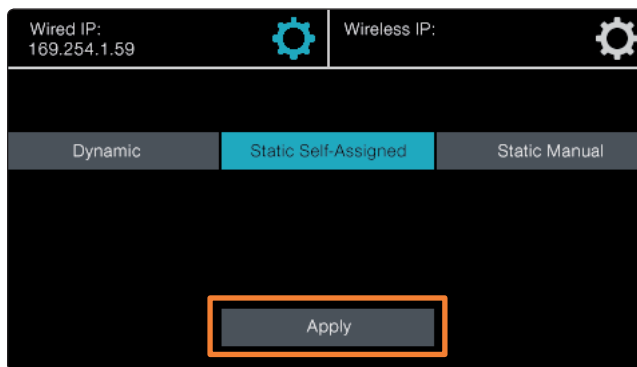 Wired IP:
169.254.1.59
Wireless IP:
Dynamic
Static Self-Assigned
Static Manual
Apply